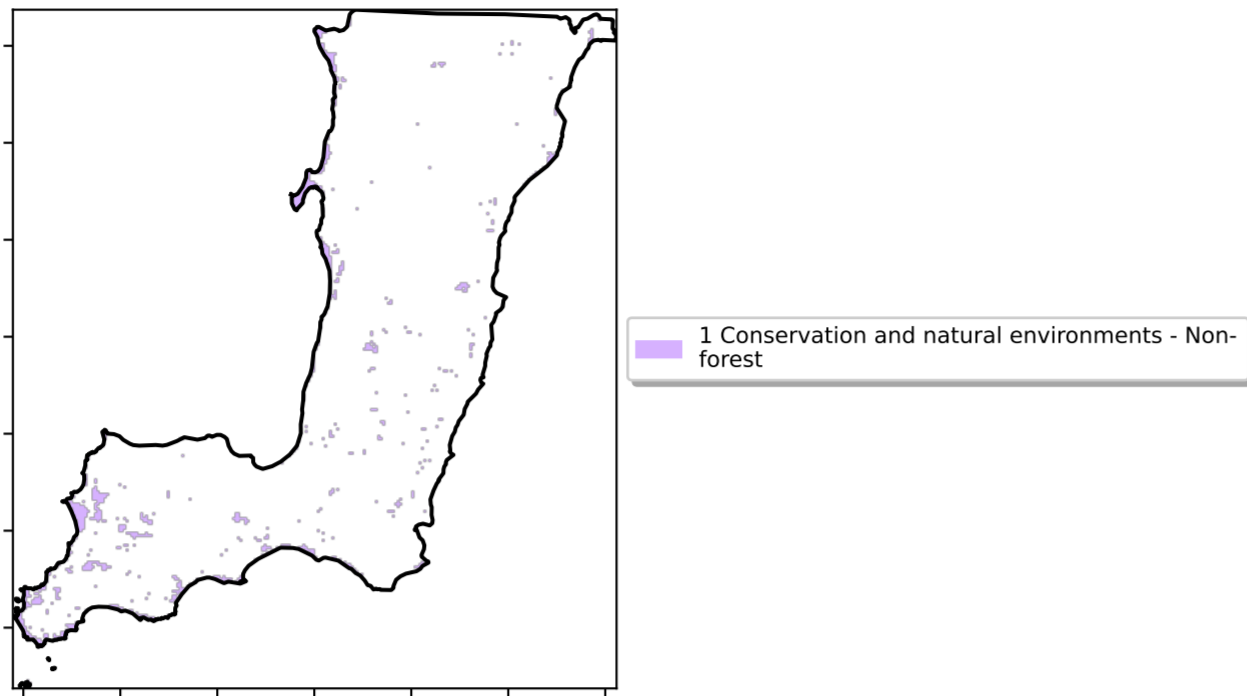 1 Conservation and natural environments - Non-
forest